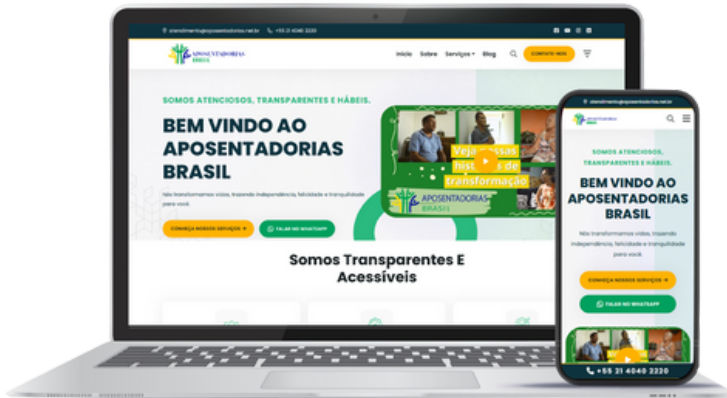 atendimento@aposentadorias.net.br +55 21 4040 2220
APOSENTADORIAS
BRASIL
Início Sobre Serviços Blog CONTATE-NOS
SOMOS ATENCIOSOS, TRANSPARENTES E HÁBEIS.
BEM VINDO AO
APOSENTADORIAS
BRASIL
Nós transformamos vidas, trazendo independência, felicidade e tranquilidade
para você.
CONHEÇA NOSSOS SERVIÇOS
FALAR NO WHATSAPP
Veja nossas
histórias de
transformação
APOSENTADORIAS
BRASIL
Somos Transparentes E
Acessíveis
atendimento@aposentadorias.net.br
APOSENTADORIAS
BRASIL
SOMOS ATENCIOSOS,
TRANSPARENTES E HÁBEIS.
BEM VINDO AO
APOSENTADORIAS
BRASIL
Nós transformamos vidas, trazendo
independência, felicidade e tranquilidade
para você.
CONHEÇA NOSSOS SERVIÇOS
FALAR NO WHATSAPP
+55 21 4040 2220